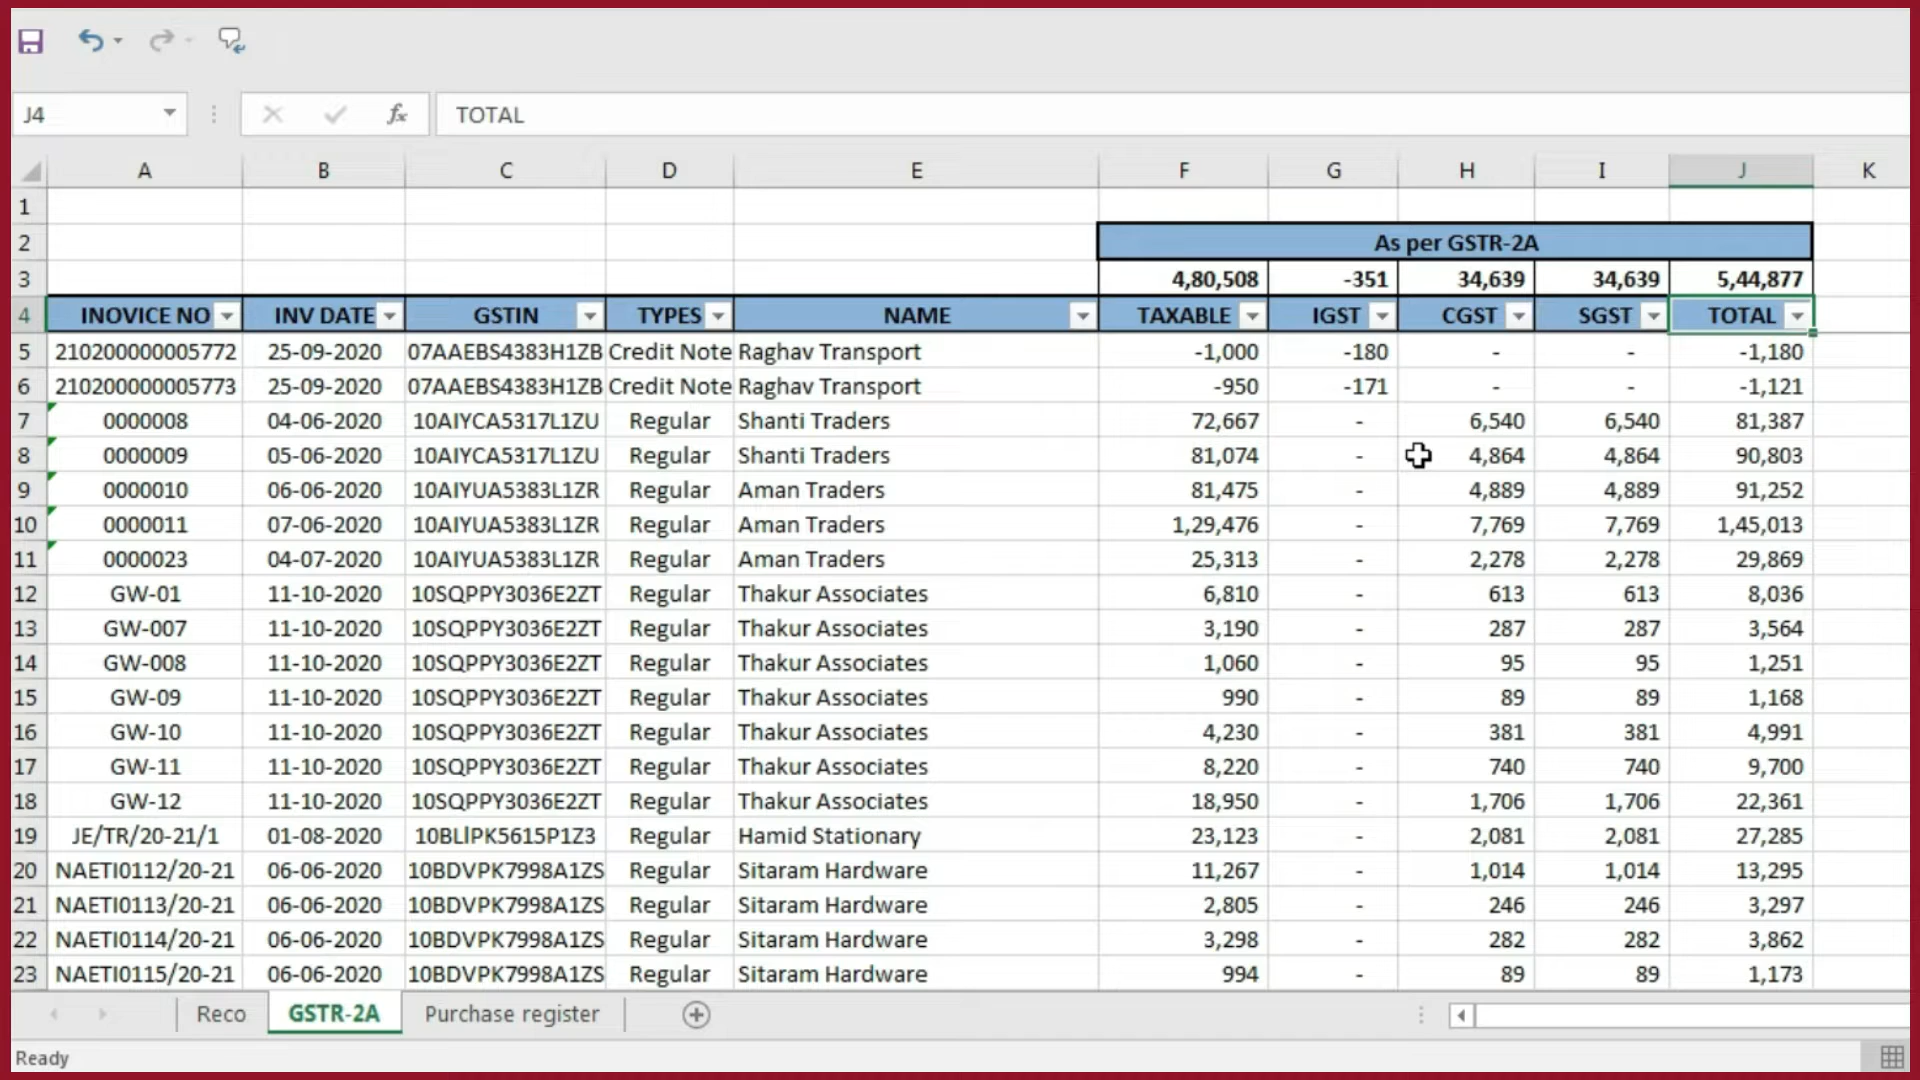 J4 fx TOTAL
A B C D E F G H I J K
1
2 As per GSTR-2A
3 4,80,508 -351 34,639 34,639 5,44,877
4 INOVICE NO INV DATE GSTIN TYPES NAME TAXABLE IGST CGST SGST TOTAL
5 210200000005772 25-09-2020 07AAEBS4383H1ZB Credit Note Raghav Transport -1,000 -180 - - -1,180
6 210200000005773 25-09-2020 07AAEBS4383H1ZB Credit Note Raghav Transport -950 -171 - - -1,121
7 0000008 04-06-2020 10AIYCA5317L1ZU Regular Shanti Traders 72,667 - 6,540 6,540 81,387
8 0000009 05-06-2020 10AIYCA5317L1ZU Regular Shanti Traders 81,074 - 4,864 4,864 90,803
9 0000010 06-06-2020 10AIYUA5383L1ZR Regular Aman Traders 81,475 - 4,889 4,889 91,252
10 0000011 07-06-2020 10AIYUA5383L1ZR Regular Aman Traders 1,29,476 - 7,769 7,769 1,45,013
11 0000023 04-07-2020 10AIYUA5383L1ZR Regular Aman Traders 25,313 - 2,278 2,278 29,869
12 GW-01 11-10-2020 10SQPPY3036E2ZT Regular Thakur Associates 6,810 - 613 613 8,036
13 GW-007 11-10-2020 10SQPPY3036E2ZT Regular Thakur Associates 3,190 - 287 287 3,564
14 GW-008 11-10-2020 10SQPPY3036E2ZT Regular Thakur Associates 1,060 - 95 95 1,251
15 GW-09 11-10-2020 10SQPPY3036E2ZT Regular Thakur Associates 990 - 89 89 1,168
16 GW-10 11-10-2020 10SQPPY3036E2ZT Regular Thakur Associates 4,230 - 381 381 4,991
17 GW-11 11-10-2020 10SQPPY3036E2ZT Regular Thakur Associates 8,220 - 740 740 9,700
18 GW-12 11-10-2020 10SQPPY3036E2ZT Regular Thakur Associates 18,950 - 1,706 1,706 22,361
19 JE/TR/20-21/1 01-08-2020 10BLlPK5615P1Z3 Regular Hamid Stationary 23,123 - 2,081 2,081 27,285
20 NAETI0112/20-21 06-06-2020 10BDVPK7998A1ZS Regular Sitaram Hardware 11,267 - 1,014 1,014 13,295
21 NAETI0113/20-21 06-06-2020 10BDVPK7998A1ZS Regular Sitaram Hardware 2,805 - 246 246 3,297
22 NAETI0114/20-21 06-06-2020 10BDVPK7998A1ZS Regular Sitaram Hardware 3,298 - 282 282 3,862
23 NAETI0115/20-21 06-06-2020 10BDVPK7998A1ZS Regular Sitaram Hardware 994 - 89 89 1,173
Reco GSTR-2A Purchase register
Ready